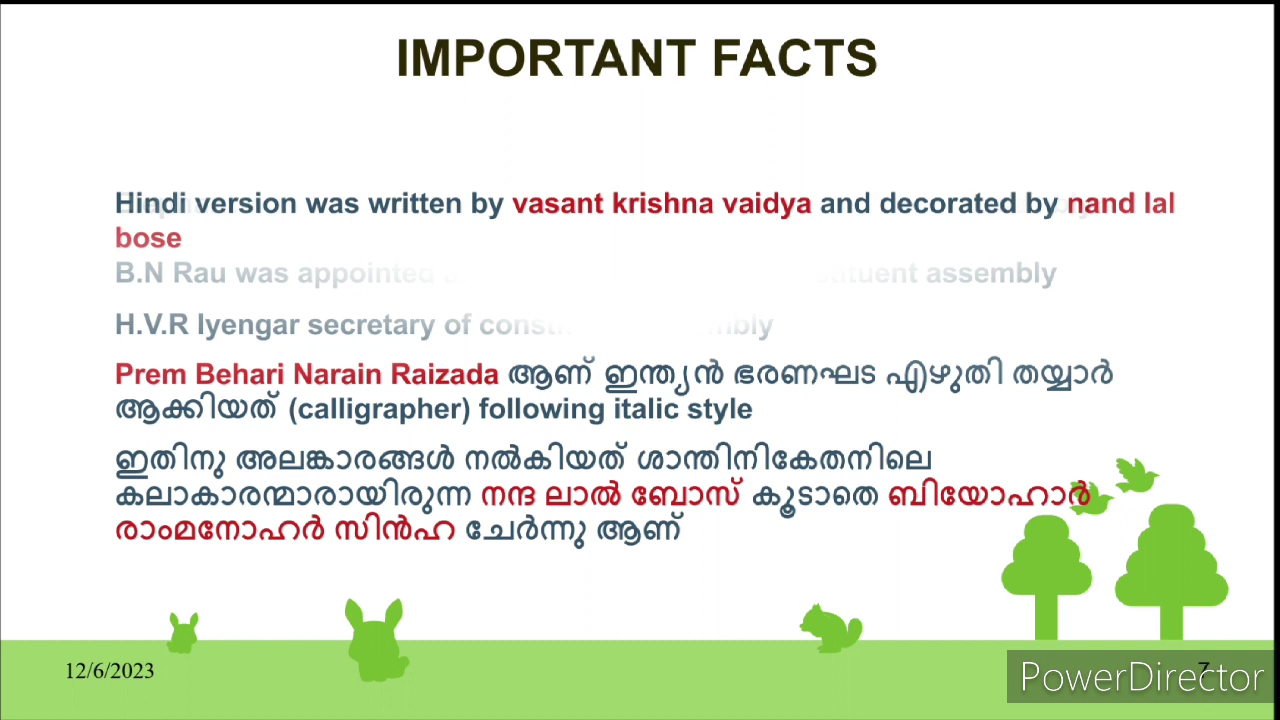 IMPORTANT FACTS
Hindi version was written by vasant krishna vaidya and decorated by nand lal
bose
B.N Rau was appointed assembly
H.V.R Iyengar secretary of
Prem Behari Narain Raizada ആണ് ഇന്ത്യൻ ഭരണഘട എഴുതി തയ്യാർ
ആക്കിയത് (calligrapher) following italic style
ഇതിനു അലങ്കാരങ്ങൾ നൽകിയത് ശാന്തിനികേതനിലെ
കലാകാരന്മാരായിരുന്ന നന്ദ ലാൽ ബോസ് കൂടാതെ ബിയോഹാർ
രാംമനോഹർ സിൻഹ ചേർന്നു ആണ്
12/6/2023
7
PowerDirector